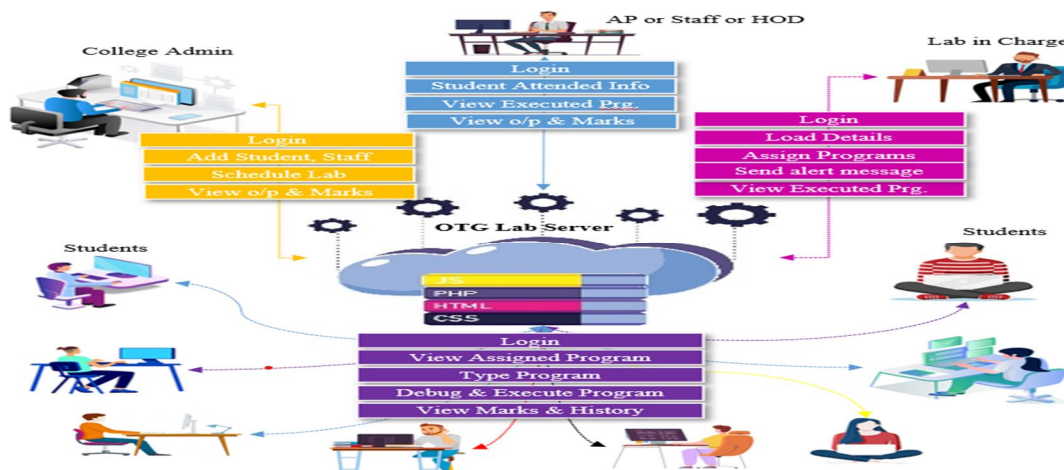 AP or Staff or HOD
College Admin
Lab in Charge
Login
Student Attended Info
View Executed Prg.
View o/p & Marks
Login
Add Student, Staff
Schedule Lab
View o/p & Marks
Login
Load Details
Assign Programs
Send alert message
View Executed Prg.
OTG Lab Server
Students
Students
JS
PHP
HTML
CSS
Login
View Assigned Program
Type Program
Debug & Execute Program
View Marks & History